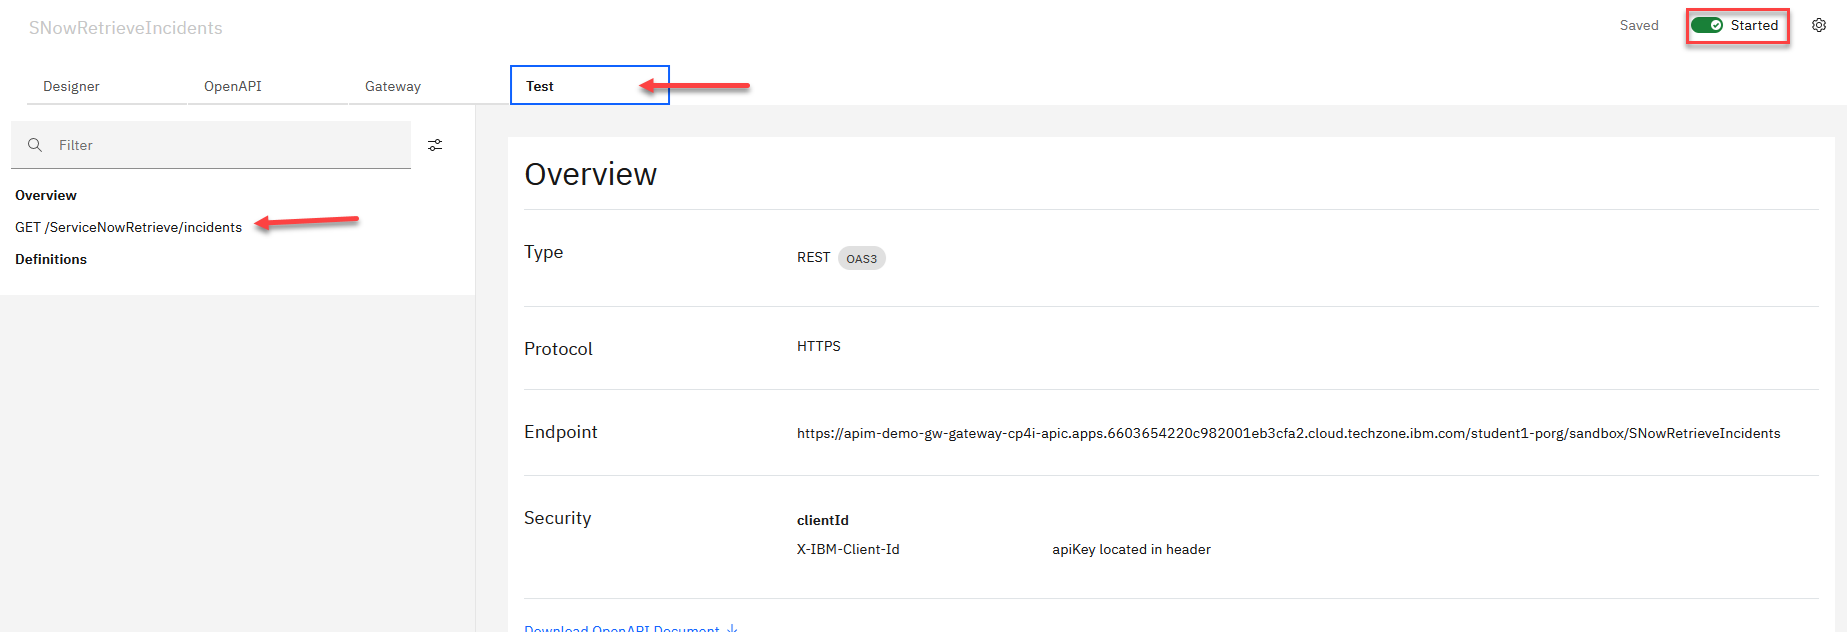 SNowRetrieveIncidents
Saved
Started
Designer
OpenAPI
Gateway
Test
Filter
Overview
GET /ServiceNowRetrieve/incidents
Definitions
Overview
Type
REST OAS3
Protocol
HTTPS
Endpoint
https://apim-demo-gw-gateway-cp4i-apic.apps.6603654220c982001eb3cfa2.cloud.techzone.ibm.com/student1-porg/sandbox/SNowRetrieveIncidents
Security
clientId
X-IBM-Client-Id
apiKey located in header
Download OpenAPI Document